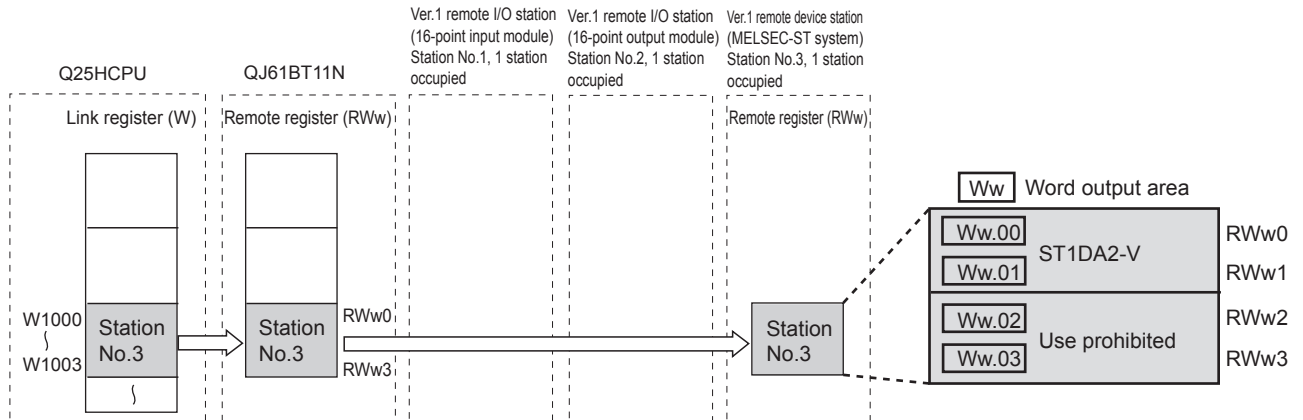 Ver.1 remote I/O station
(16-point input module)
Station No.1, 1 station
occupied
Ver.1 remote I/O station
(16-point output module)
Station No.2, 1 station
occupied
Ver.1 remote device station
(MELSEC-ST system)
Station No.3, 1 station
occupied
Q25HCPU
QJ61BT11N
Link register (W)
Remote register (RWw)
Remote register (RWw)
W1000
W1003
Station
No.3
Station
No.3
RWw0
RWw3
Station
No.3
Ww Word output area
Ww.00
Ww.01
ST1DA2-V
RWw0
RWw1
Ww.02
Ww.03
Use prohibited
RWw2
RWw3